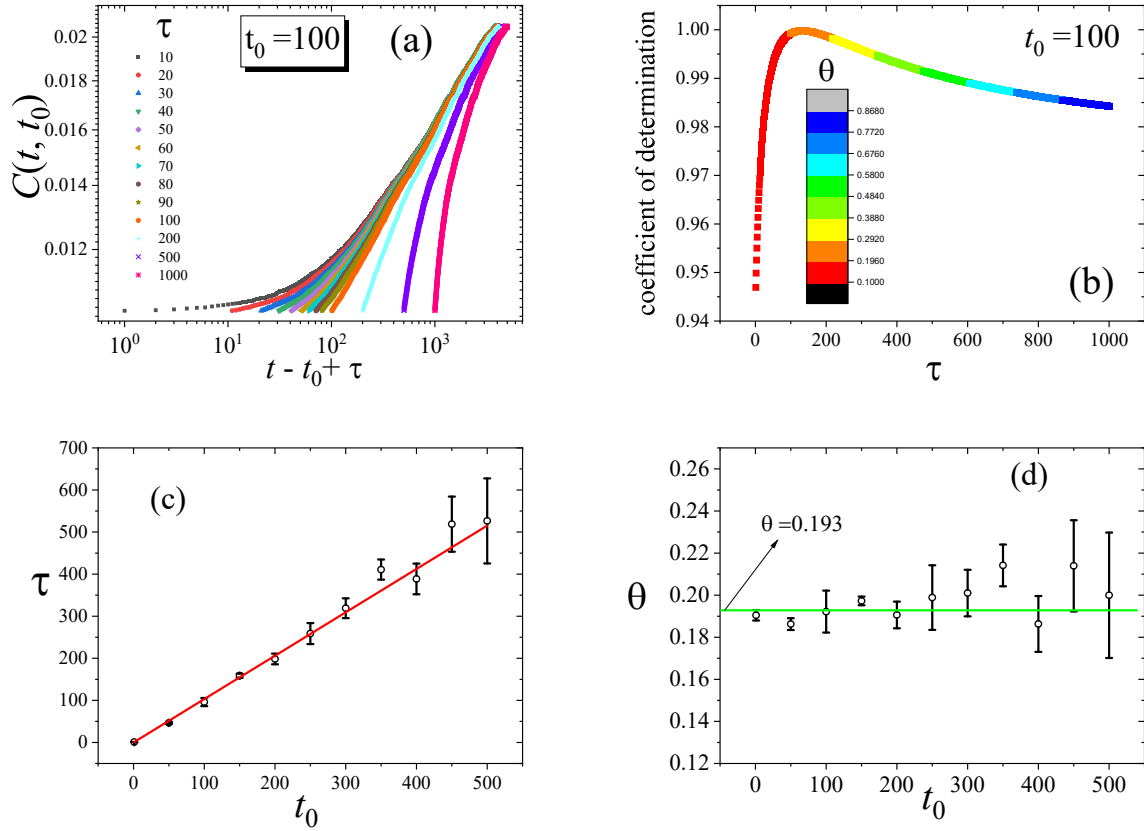 (a)
t0 =100
τ
10
20
30
40
50
60
70
80
90
100
200
500
1000
C(t, t0)
0.02
0.018
0.016
0.014
0.012
10^0 10^1 10^2 10^3
t - t0 + τ
(b)
t0 =100
θ
0.8680
0.7720
0.6760
0.5800
0.4840
0.3880
0.2920
0.1960
0.1000
coefficient of determination
1.00
0.99
0.98
0.97
0.96
0.95
0.94
0 200 400 600 800 1000
τ
(c)
τ
700
600
500
400
300
200
100
0
0 100 200 300 400 500
t0
(d)
θ =0.193
θ
0.26
0.24
0.22
0.20
0.18
0.16
0.14
0.12
0 100 200 300 400 500
t0